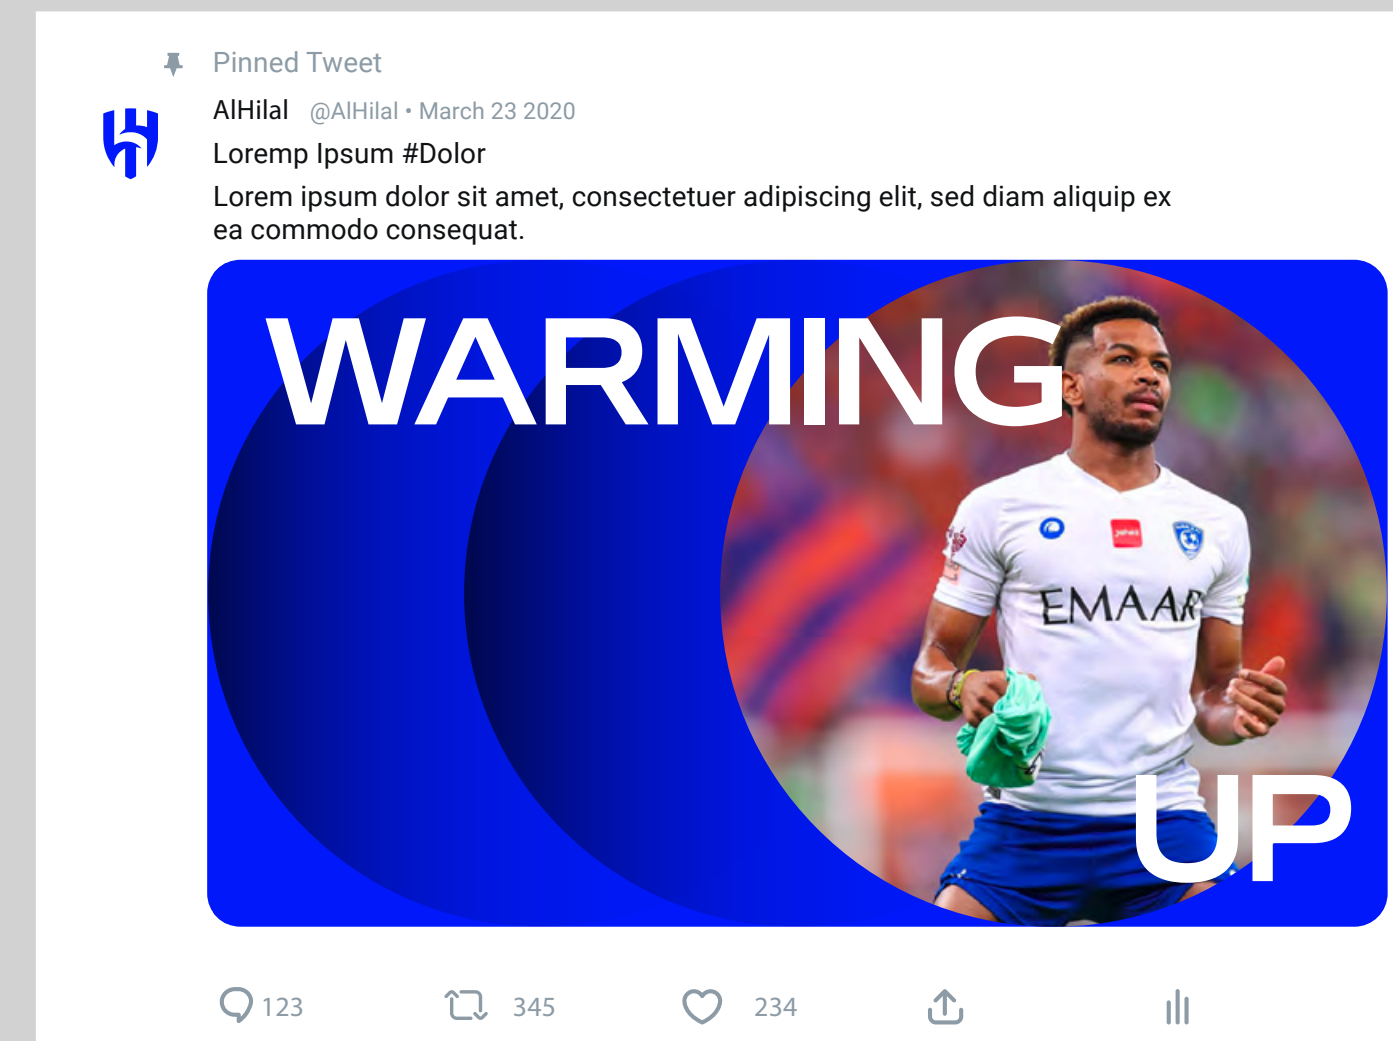 Pinned Tweet
AlHilal @AlHilal • March 23 2020
Loremp Ipsum #Dolor
Lorem ipsum dolor sit amet, consectetuer adipiscing elit, sed diam aliquip ex
ea commodo consequat.
WARMING
EMAAR
UP
123 345 234